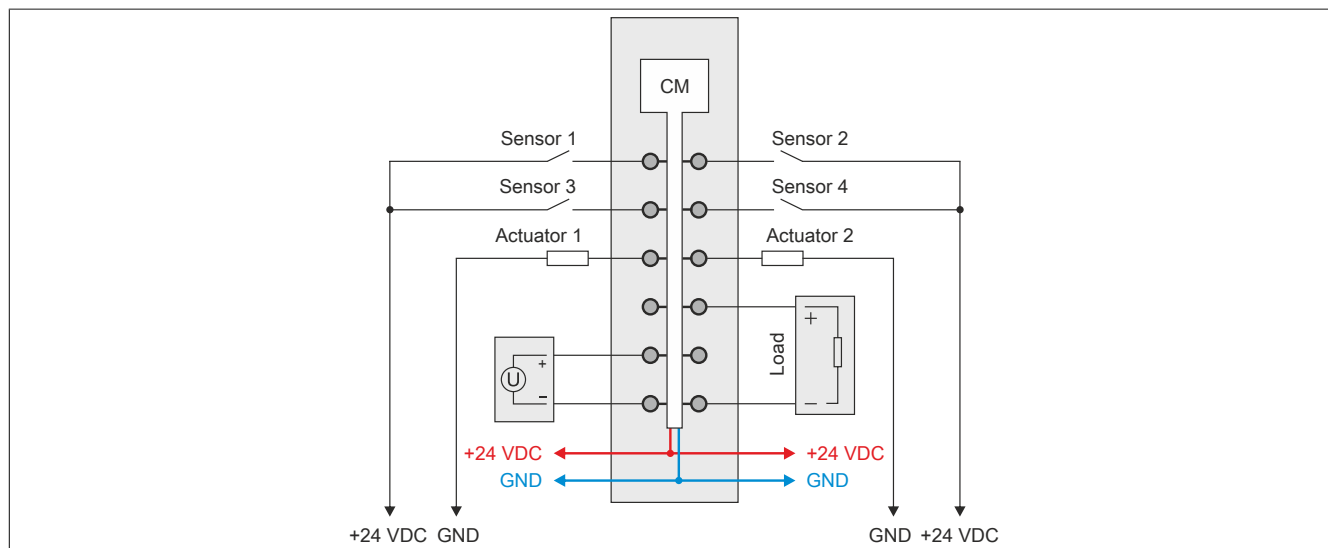 CM
Sensor 1
Sensor 2
Sensor 3
Sensor 4
Actuator 1
Actuator 2
+
−
Load
U
+
−
+24 VDC
+24 VDC
GND
GND
+24 VDC GND
GND +24 VDC